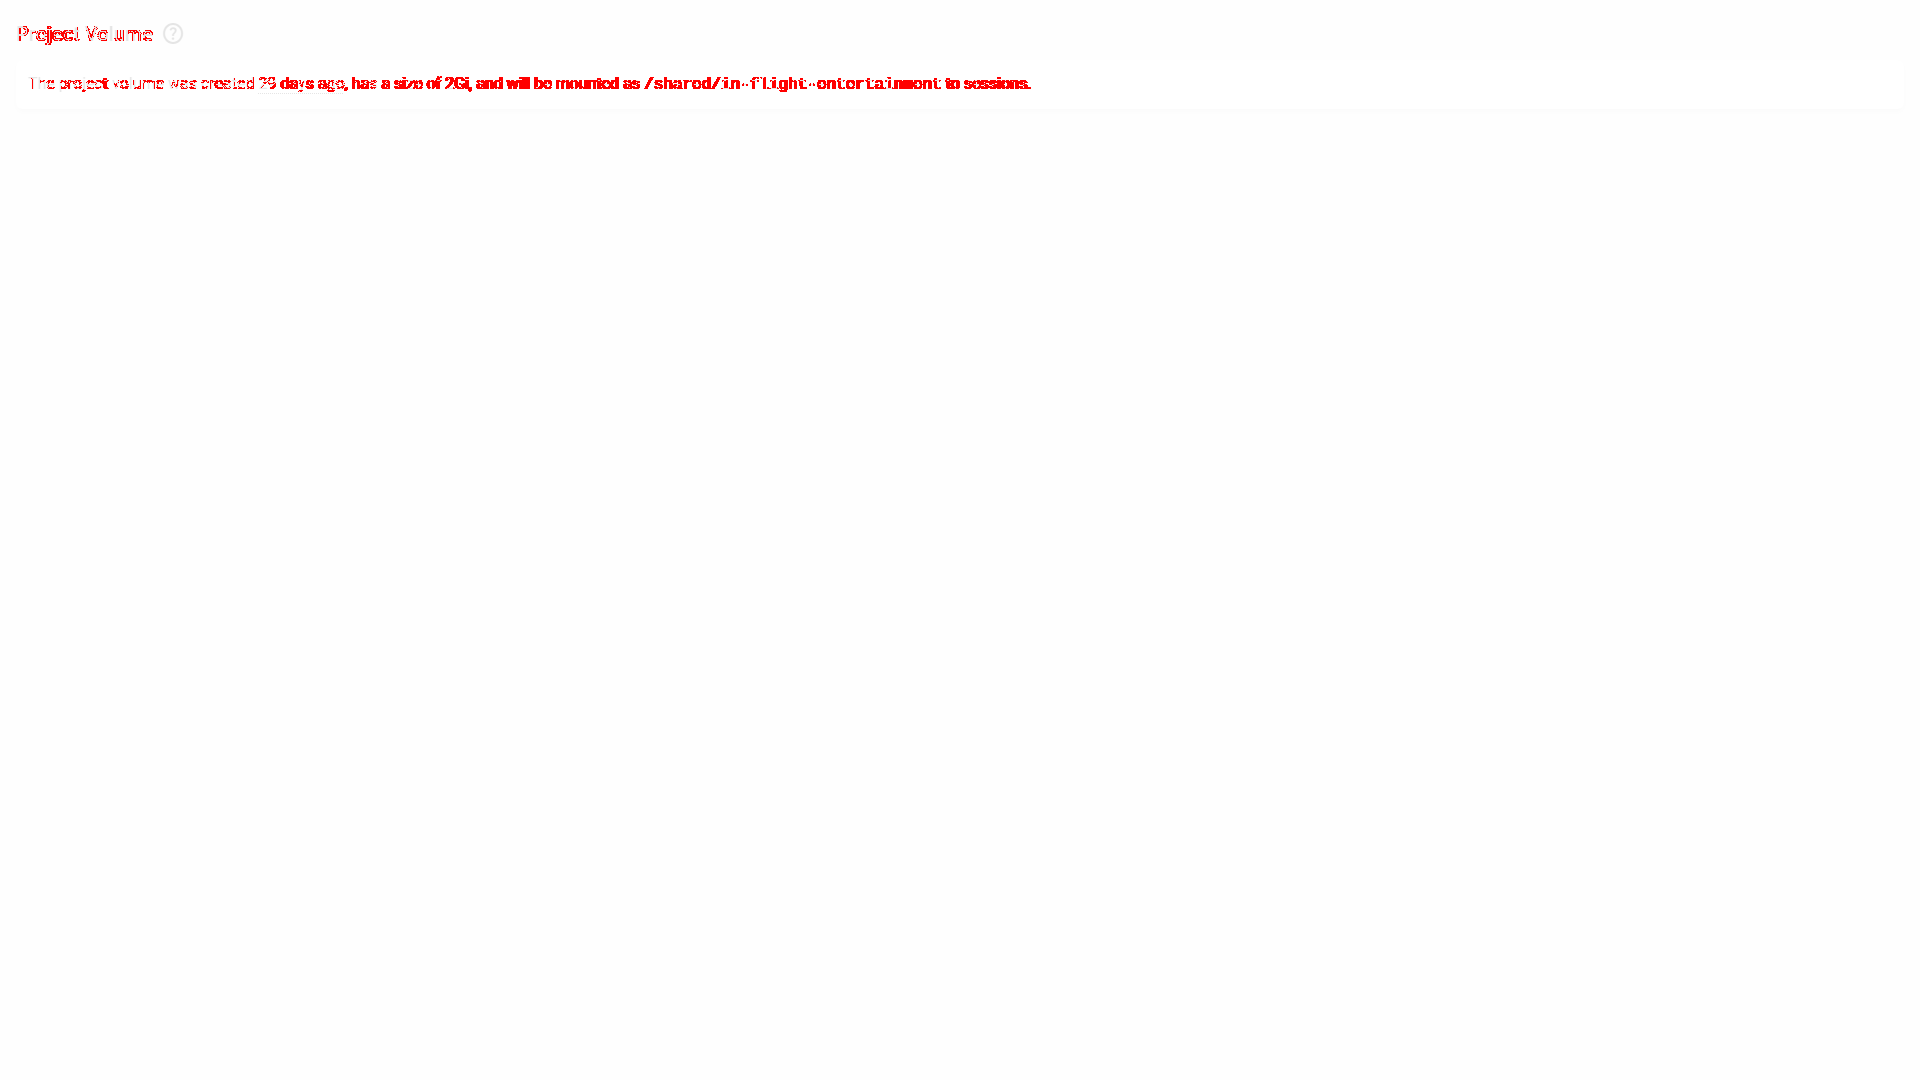 Project Volume ?
The project volume was created 29 days ago, has a size of 2Gi, and will be mounted as /shared/in-flight-entertainment to sessions.